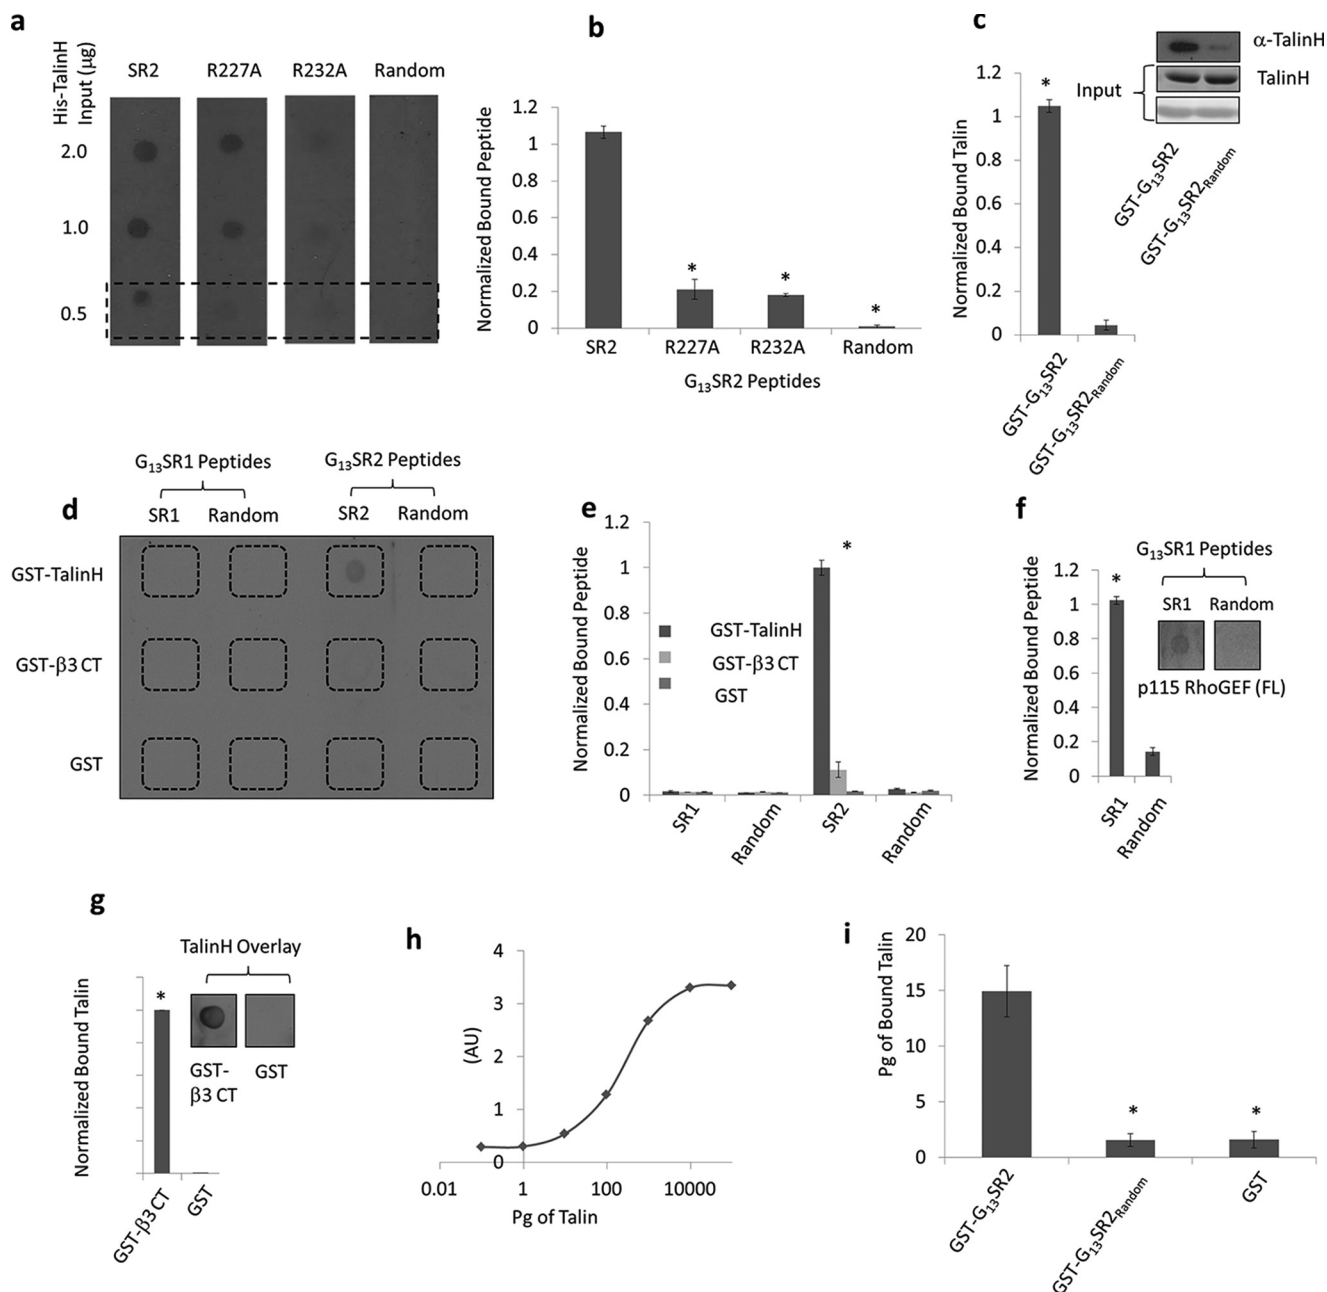 a
His-TalinH
Input (μg)
SR2 R227A R232A Random
2.0
1.0
0.5
b
Normalized Bound Peptide
1.2
1
0.8
0.6
0.4
0.2
0
* * *
SR2 R227A R232A Random
G13SR2 Peptides
c
Normalized Bound Talin
1.2
1
0.8
0.6
0.4
0.2
0
*
α-TalinH
Input
TalinH
GST-G13SR2
GST-G13SR2Random
GST-G13SR2
GST-G13SR2Random
d
G13SR1 Peptides G13SR2 Peptides
SR1 Random SR2 Random
GST-TalinH
GST-β3 CT
GST
e
Normalized Bound Peptide
1.2
1
0.8
0.6
0.4
0.2
0
*
GST-TalinH
GST-β3 CT
GST
SR1 Random SR2 Random
f
Normalized Bound Peptide
1.2
1
0.8
0.6
0.4
0.2
0
*
G13SR1 Peptides
SR1 Random
p115 RhoGEF (FL)
SR1 Random
g
Normalized Bound Talin
*
TalinH Overlay
GST-
β3 CT
GST
GST-β3 CT GST
h
(AU)
4
3
2
1
0
0.01 1 100 10000
Pg of Talin
i
Pg of Bound Talin
20
15
10
5
0
* *
GST-G13SR2
GST-G13SR2Random
GST